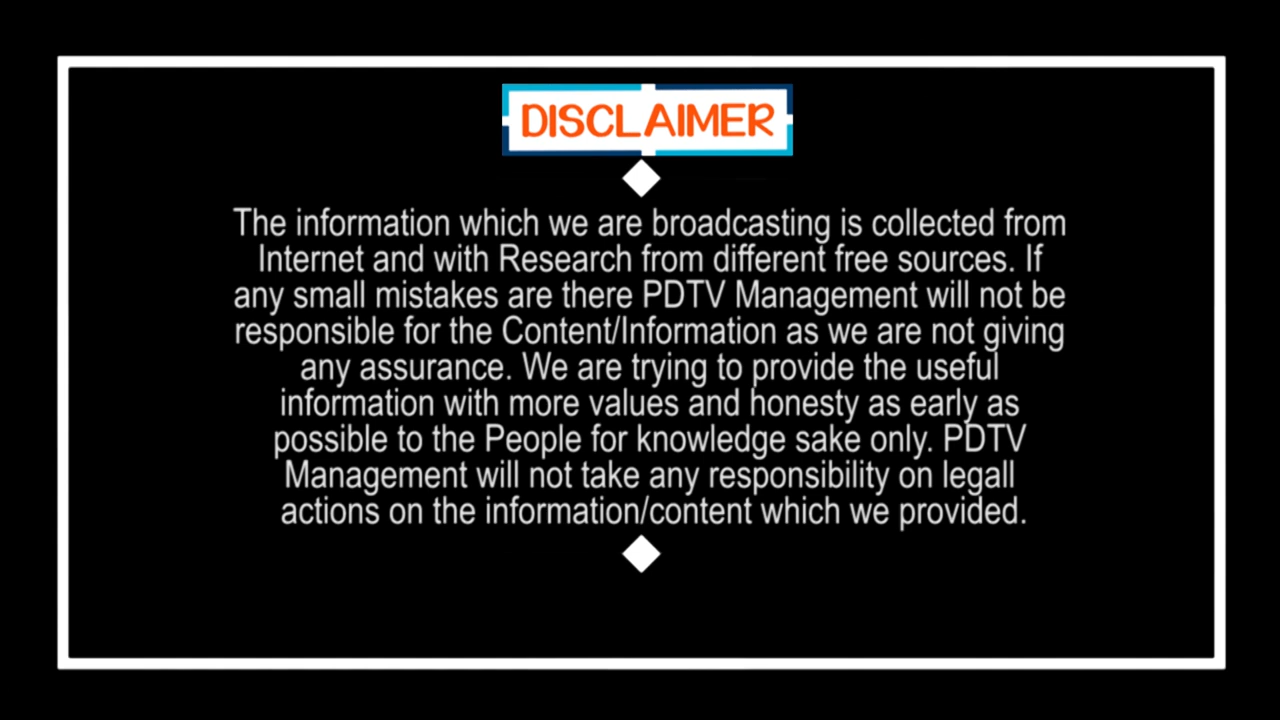 DISCLAIMER
The information which we are broadcasting is collected from
Internet and with Research from different free sources. If
any small mistakes are there PDTV Management will not be
responsible for the Content/Information as we are not giving
any assurance. We are trying to provide the useful
information with more values and honesty as early as
possible to the People for knowledge sake only. PDTV
Management will not take any responsibility on legall
actions on the information/content which we provided.